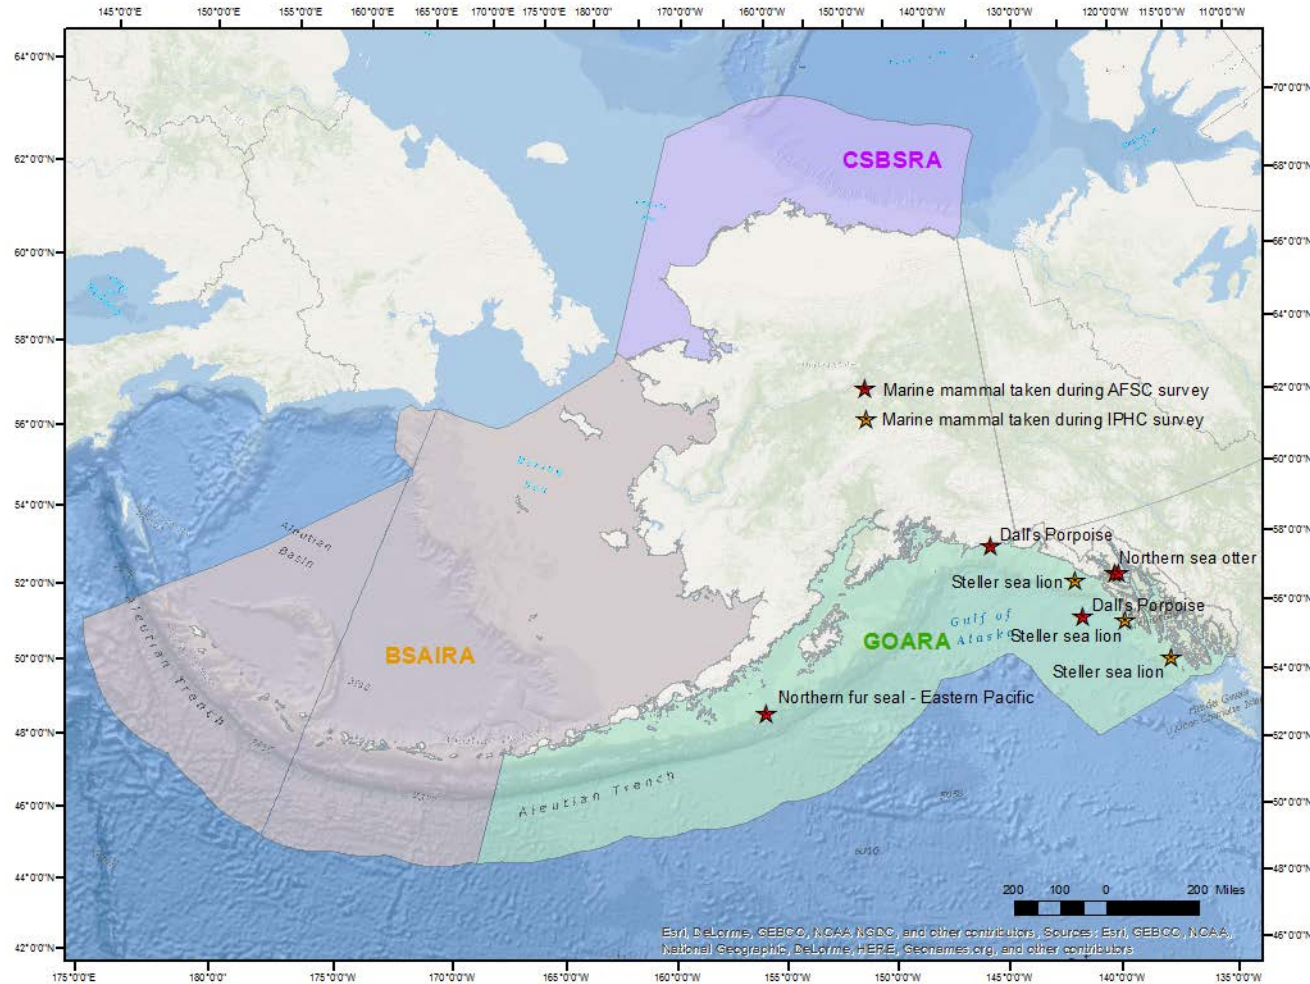 145°0'0"E 150°0'0"E 155°0'0"E 160°0'0"E 165°0'0"E 170°0'0"E 175°0'0"E 180°0'0" 170°0'0"W 160°0'0"W 150°0'0"W 140°0'0"W 130°0'0"W 120°0'0"W 115°0'0"W 110°0'0"W
64°0'0"N
70°0'0"N
CSBSRA
62°0'0"N
68°0'0"N
66°0'0"N
60°0'0"N
64°0'0"N
58°0'0"N
62°0'0"N
Marine mammal taken during AFSC survey
Marine mammal taken during IPHC survey
56°0'0"N
60°0'0"N
Bering
Sea
54°0'0"N
Aleutian
Basin
58°0'0"N
Dall's Porpoise
Northern sea otter
52°0'0"N
Steller sea lion
56°0'0"N
Aleutian Trench
Dall's Porpoise
Gulf of
Alaska
Steller sea lion
BSAIRA
GOARA
50°0'0"N
54°0'0"N
Steller sea lion
Northern fur seal - Eastern Pacific
48°0'0"N
52°0'0"N
Aleutian Trench
46°0'0"N
50°0'0"N
48°0'0"N
44°0'0"N
200 100 0 200 Miles
Esri, DeLorme, GEBCO, NOAA NGDC, and other contributors, Sources: Esri, GEBCO, NOAA,
National Geographic, DeLorme, HERE, Geonames.org, and other contributors
42°0'0"N
46°0'0"N
175°0'0"E 180°0'0" 175°0'0"W 170°0'0"W 165°0'0"W 160°0'0"W 155°0'0"W 150°0'0"W 145°0'0"W 140°0'0"W 135°0'0"W